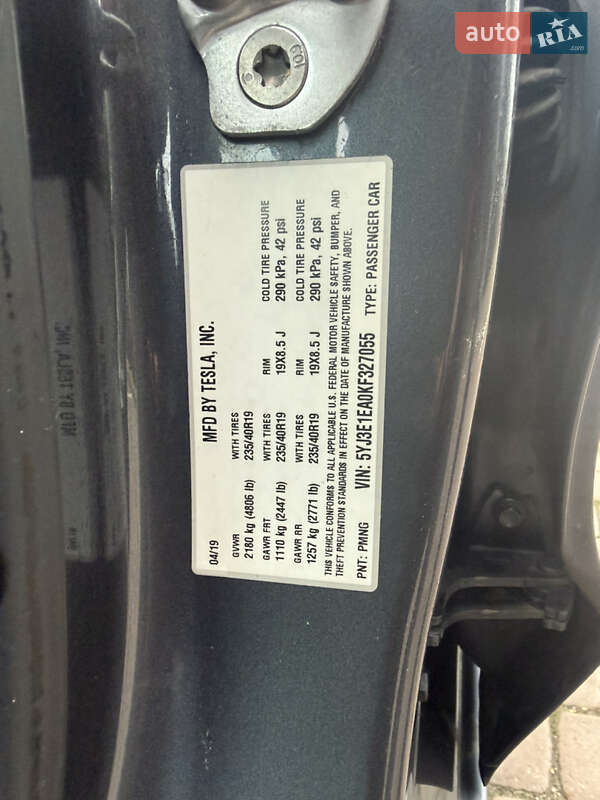 auto RIA
.com
MFD BY TESLA, INC.
04/19
GVWR WITH TIRES
2180 kg (4806 lb) 235/40R19
GAWR FRT WITH TIRES RIM COLD TIRE PRESSURE
1110 kg (2447 lb) 235/40R19 19X8.5 J 290 kPa, 42 psi
GAWR RR WITH TIRES RIM COLD TIRE PRESSURE
1257 kg (2771 lb) 235/40R19 19X8.5 J 290 kPa, 42 psi
THIS VEHICLE CONFORMS TO ALL APPLICABLE U.S. FEDERAL MOTOR VEHICLE SAFETY, BUMPER, AND
THEFT PREVENTION STANDARDS IN EFFECT ON THE DATE OF MANUFACTURE SHOWN ABOVE.
PNT: PMNG VIN: 5YJ3E1EA0KF327055 TYPE: PASSENGER CAR